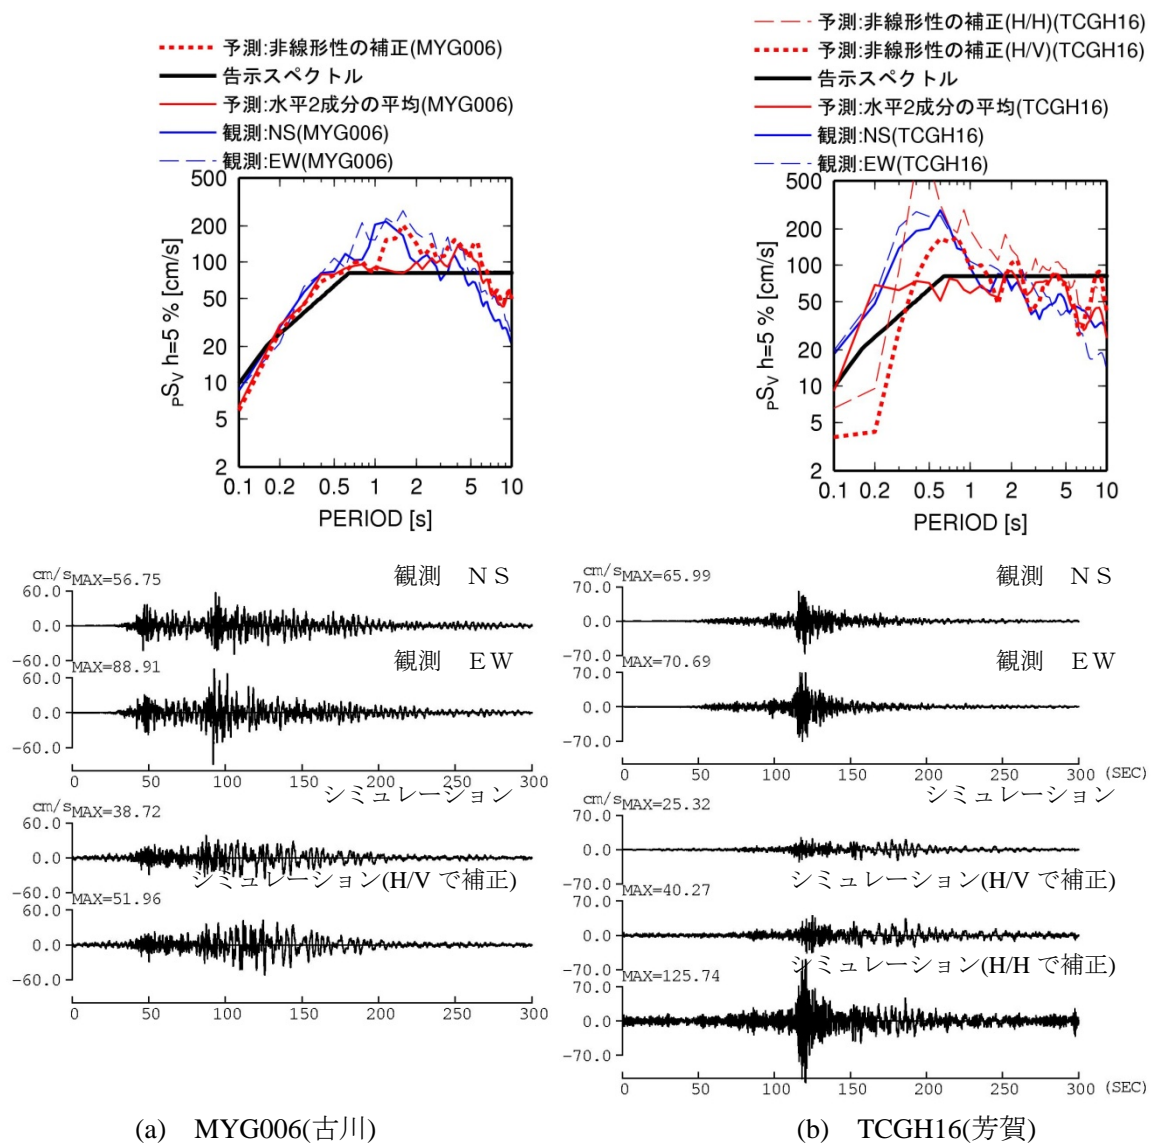 予測:非線形性の補正(MYG006)
告示スペクトル
予測:水平2成分の平均(MYG006)
観測:NS(MYG006)
観測:EW(MYG006)
500
200
100
50
20
10
5
2
PSV h=5 % [cm/s]
0.1 0.2 0.5 1 2 5 10
PERIOD [s]
予測:非線形性の補正(H/H)(TCGH16)
予測:非線形性の補正(H/V)(TCGH16)
告示スペクトル
予測:水平2成分の平均(TCGH16)
観測:NS(TCGH16)
観測:EW(TCGH16)
500
200
100
50
20
10
5
2
PSV h=5 % [cm/s]
0.1 0.2 0.5 1 2 5 10
PERIOD [s]
cm/s MAX=56.75 観測 NS
60.0
0.0
-60.0
MAX=88.91 観測 EW
60.0
0.0
-60.0
0 50 100 150 200 250 300
シミュレーション
cm/s MAX=38.72
60.0
0.0
-60.0
シミュレーション(H/Vで補正)
MAX=51.96
60.0
0.0
-60.0
0 50 100 150 200 250 300
(a) MYG006(古川)
cm/s MAX=65.99 観測 NS
70.0
0.0
-70.0
MAX=70.69 観測 EW
70.0
0.0
-70.0
0 50 100 150 200 250 300 (SEC)
シミュレーション
cm/s MAX=25.32
70.0
0.0
-70.0
シミュレーション(H/Vで補正)
MAX=40.27
70.0
0.0
-70.0
シミュレーション(H/Hで補正)
MAX=125.74
70.0
0.0
-70.0
0 50 100 150 200 250 300 (SEC)
(b) TCGH16(芳賀)